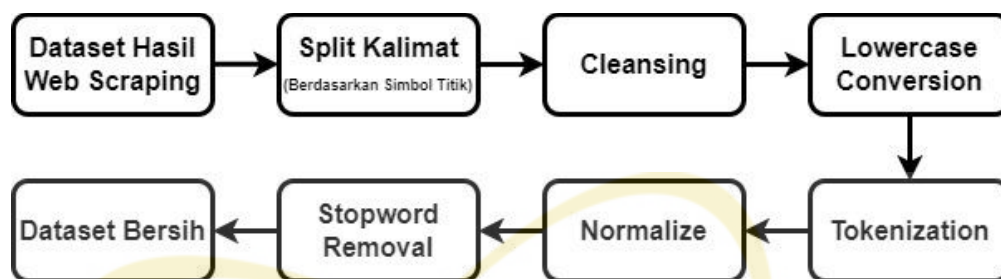 Dataset Hasil
Web Scraping
Split Kalimat
(Berdasarkan Simbol Titik)
Cleansing
Lowercase
Conversion
Tokenization
Normalize
Stopword
Removal
Dataset Bersih